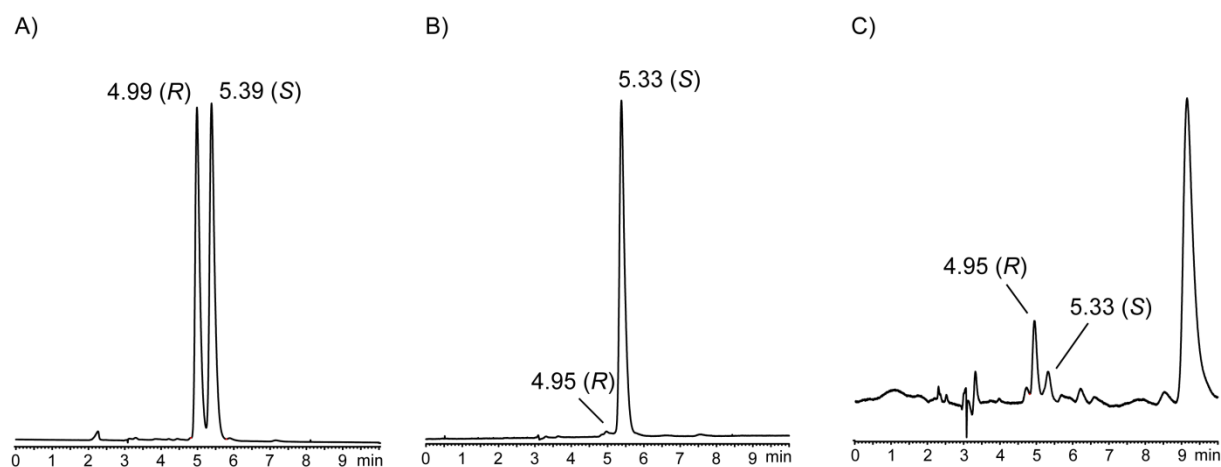 A)
4.99 (R) 5.39 (S)
0 1 2 3 4 5 6 7 8 9 min
B)
5.33 (S)
4.95 (R)
0 1 2 3 4 5 6 7 8 9 min
C)
4.95 (R)
5.33 (S)
0 1 2 3 4 5 6 7 8 9 min